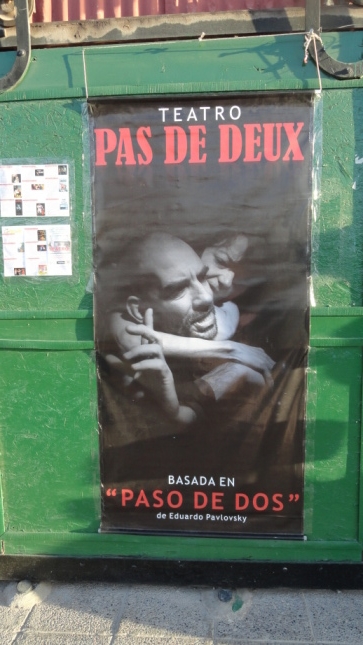 TEATRO
PAS DE DEUX
BASADA EN
“PASO DE DOS”
de Eduardo Pavlovsky